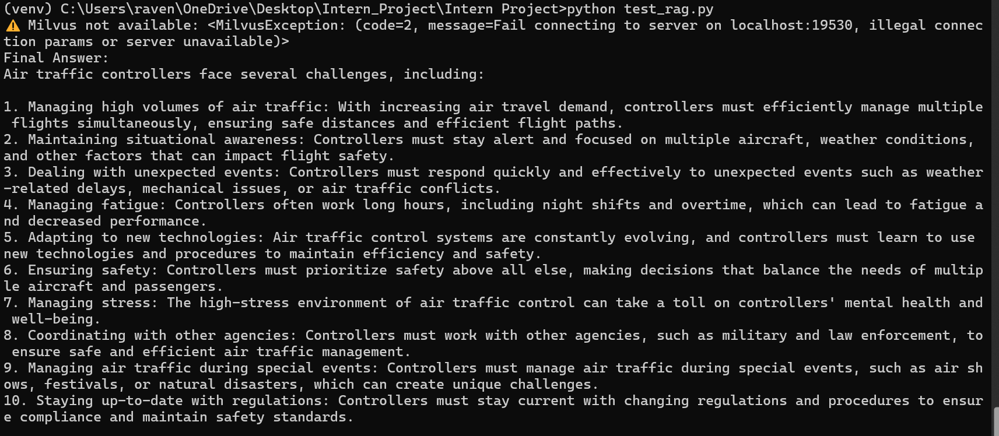 (venv) C:\Users\raven\OneDrive\Desktop\Intern_Project\Intern Project>python test_rag.py
⚠ Milvus not available: <MilvusException: (code=2, message=Fail connecting to server on localhost:19530, illegal connec
tion params or server unavailable)>
Final Answer:
Air traffic controllers face several challenges, including:
1. Managing high volumes of air traffic: With increasing air travel demand, controllers must efficiently manage multiple
 flights simultaneously, ensuring safe distances and efficient flight paths.
2. Maintaining situational awareness: Controllers must stay alert and focused on multiple aircraft, weather conditions,
and other factors that can impact flight safety.
3. Dealing with unexpected events: Controllers must respond quickly and effectively to unexpected events such as weather
-related delays, mechanical issues, or air traffic conflicts.
4. Managing fatigue: Controllers often work long hours, including night shifts and overtime, which can lead to fatigue a
nd decreased performance.
5. Adapting to new technologies: Air traffic control systems are constantly evolving, and controllers must learn to use
new technologies and procedures to maintain efficiency and safety.
6. Ensuring safety: Controllers must prioritize safety above all else, making decisions that balance the needs of multip
le aircraft and passengers.
7. Managing stress: The high-stress environment of air traffic control can take a toll on controllers' mental health and
 well-being.
8. Coordinating with other agencies: Controllers must work with other agencies, such as military and law enforcement, to
 ensure safe and efficient air traffic management.
9. Managing air traffic during special events: Controllers must manage air traffic during special events, such as air sh
ows, festivals, or natural disasters, which can create unique challenges.
10. Staying up-to-date with regulations: Controllers must stay current with changing regulations and procedures to ensur
e compliance and maintain safety standards.